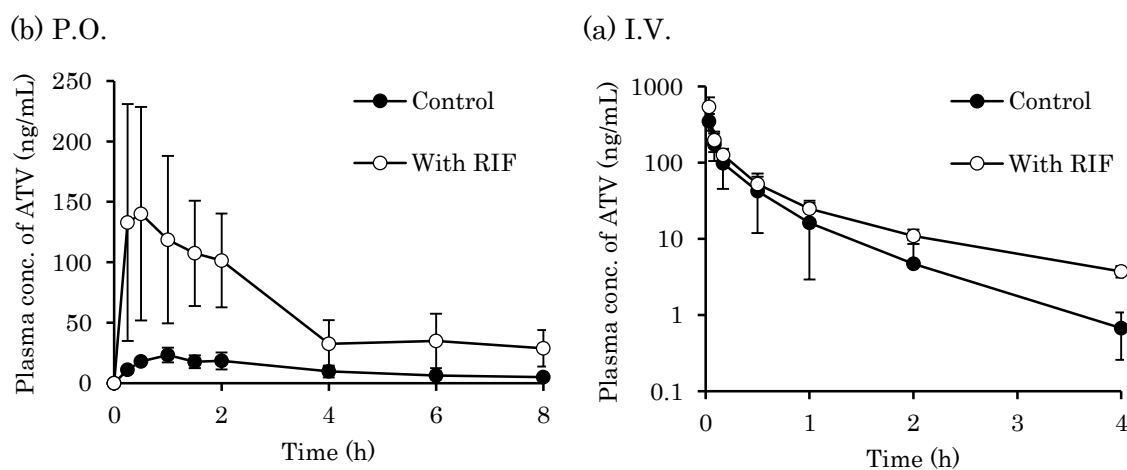 (b) P.O.
Plasma conc. of ATV (ng/mL)
250
200
150
100
50
0
Control
With RIF
0 2 4 6 8
Time (h)
(a) I.V.
Plasma conc. of ATV (ng/mL)
1000
100
10
1
0.1
Control
With RIF
0 1 2 3 4
Time (h)